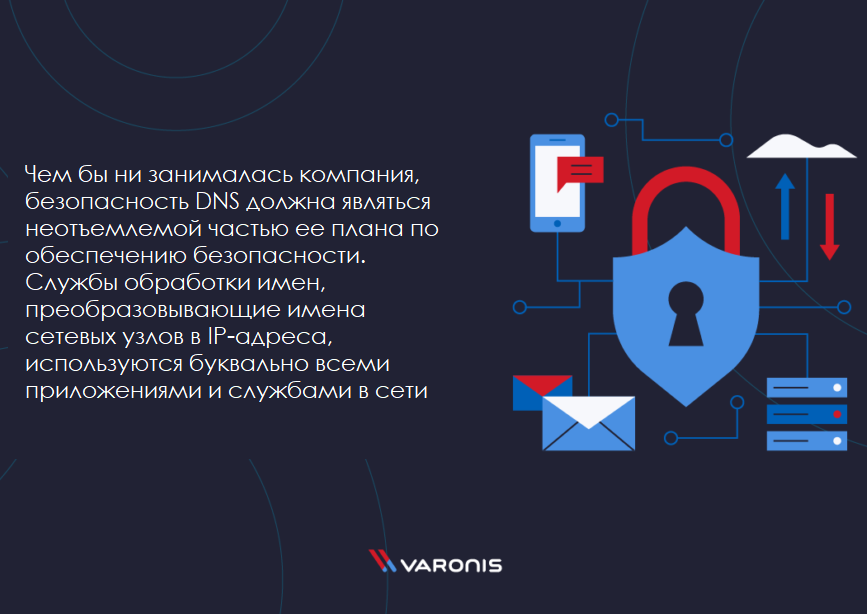 Чем бы ни занималась компания,
безопасность DNS должна являться
неотъемлемой частью ее плана по
обеспечению безопасности.
Службы обработки имен,
преобразовывающие имена
сетевых узлов в IP-адреса,
используются буквально всеми
приложениями и службами в сети
VARONIS